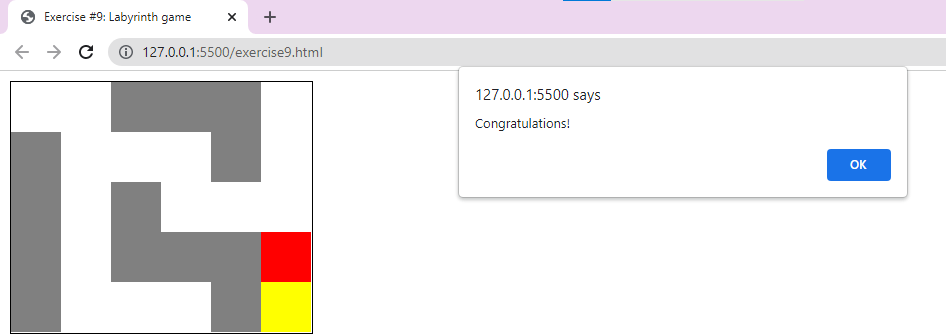 Exercise #9: Labyrinth game
127.0.0.1:5500/exercise9.html
127.0.0.1:5500 says
Congratulations!
OK